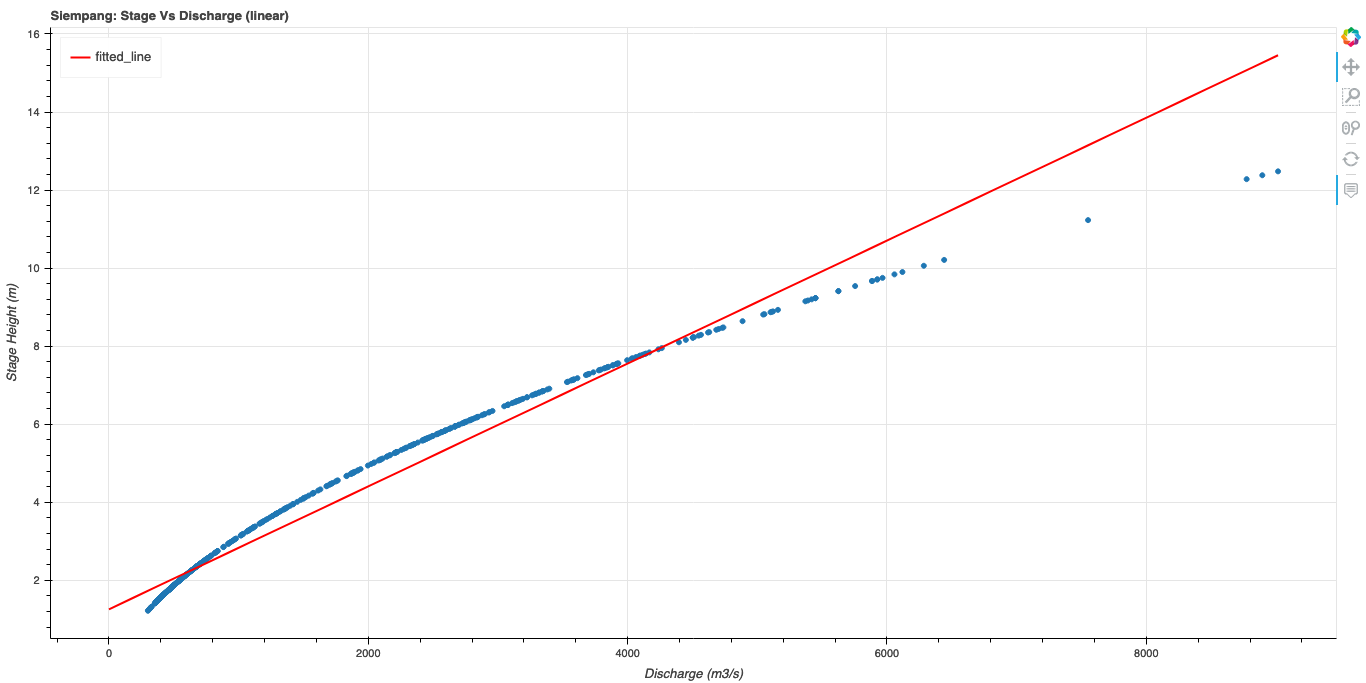 Siempang: Stage Vs Discharge (linear)
fitted_line
16
14
12
10
8
6
4
2
Stage Height (m)
0 2000 4000 6000 8000
Discharge (m3/s)